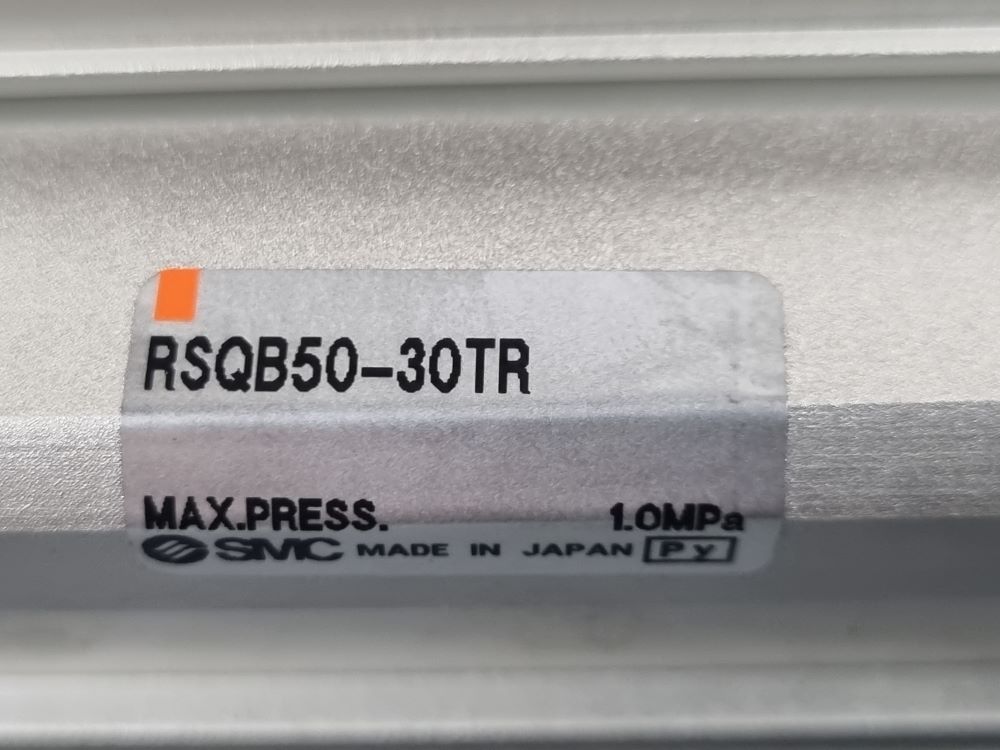 RSQB50-30TR
MAX.PRESS. 1.0MPa
SMC MADE IN JAPAN Py